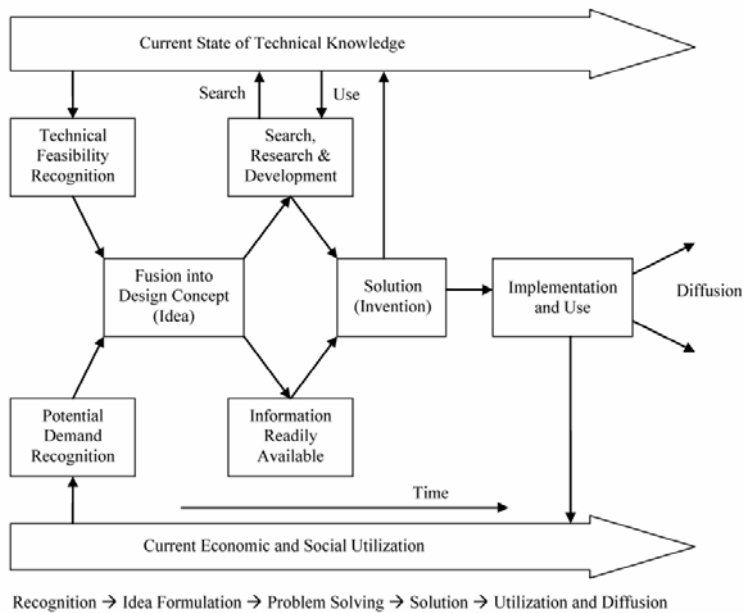 Current State of Technical Knowledge
Search
Use
Technical
Feasibility
Recognition
Search,
Research &
Development
Fusion into
Design Concept
(Idea)
Solution
(Invention)
Implementation
and Use
Diffusion
Potential
Demand
Recognition
Information
Readily
Available
Time
Current Economic and Social Utilization
Recognition → Idea Formulation → Problem Solving → Solution → Utilization and Diffusion